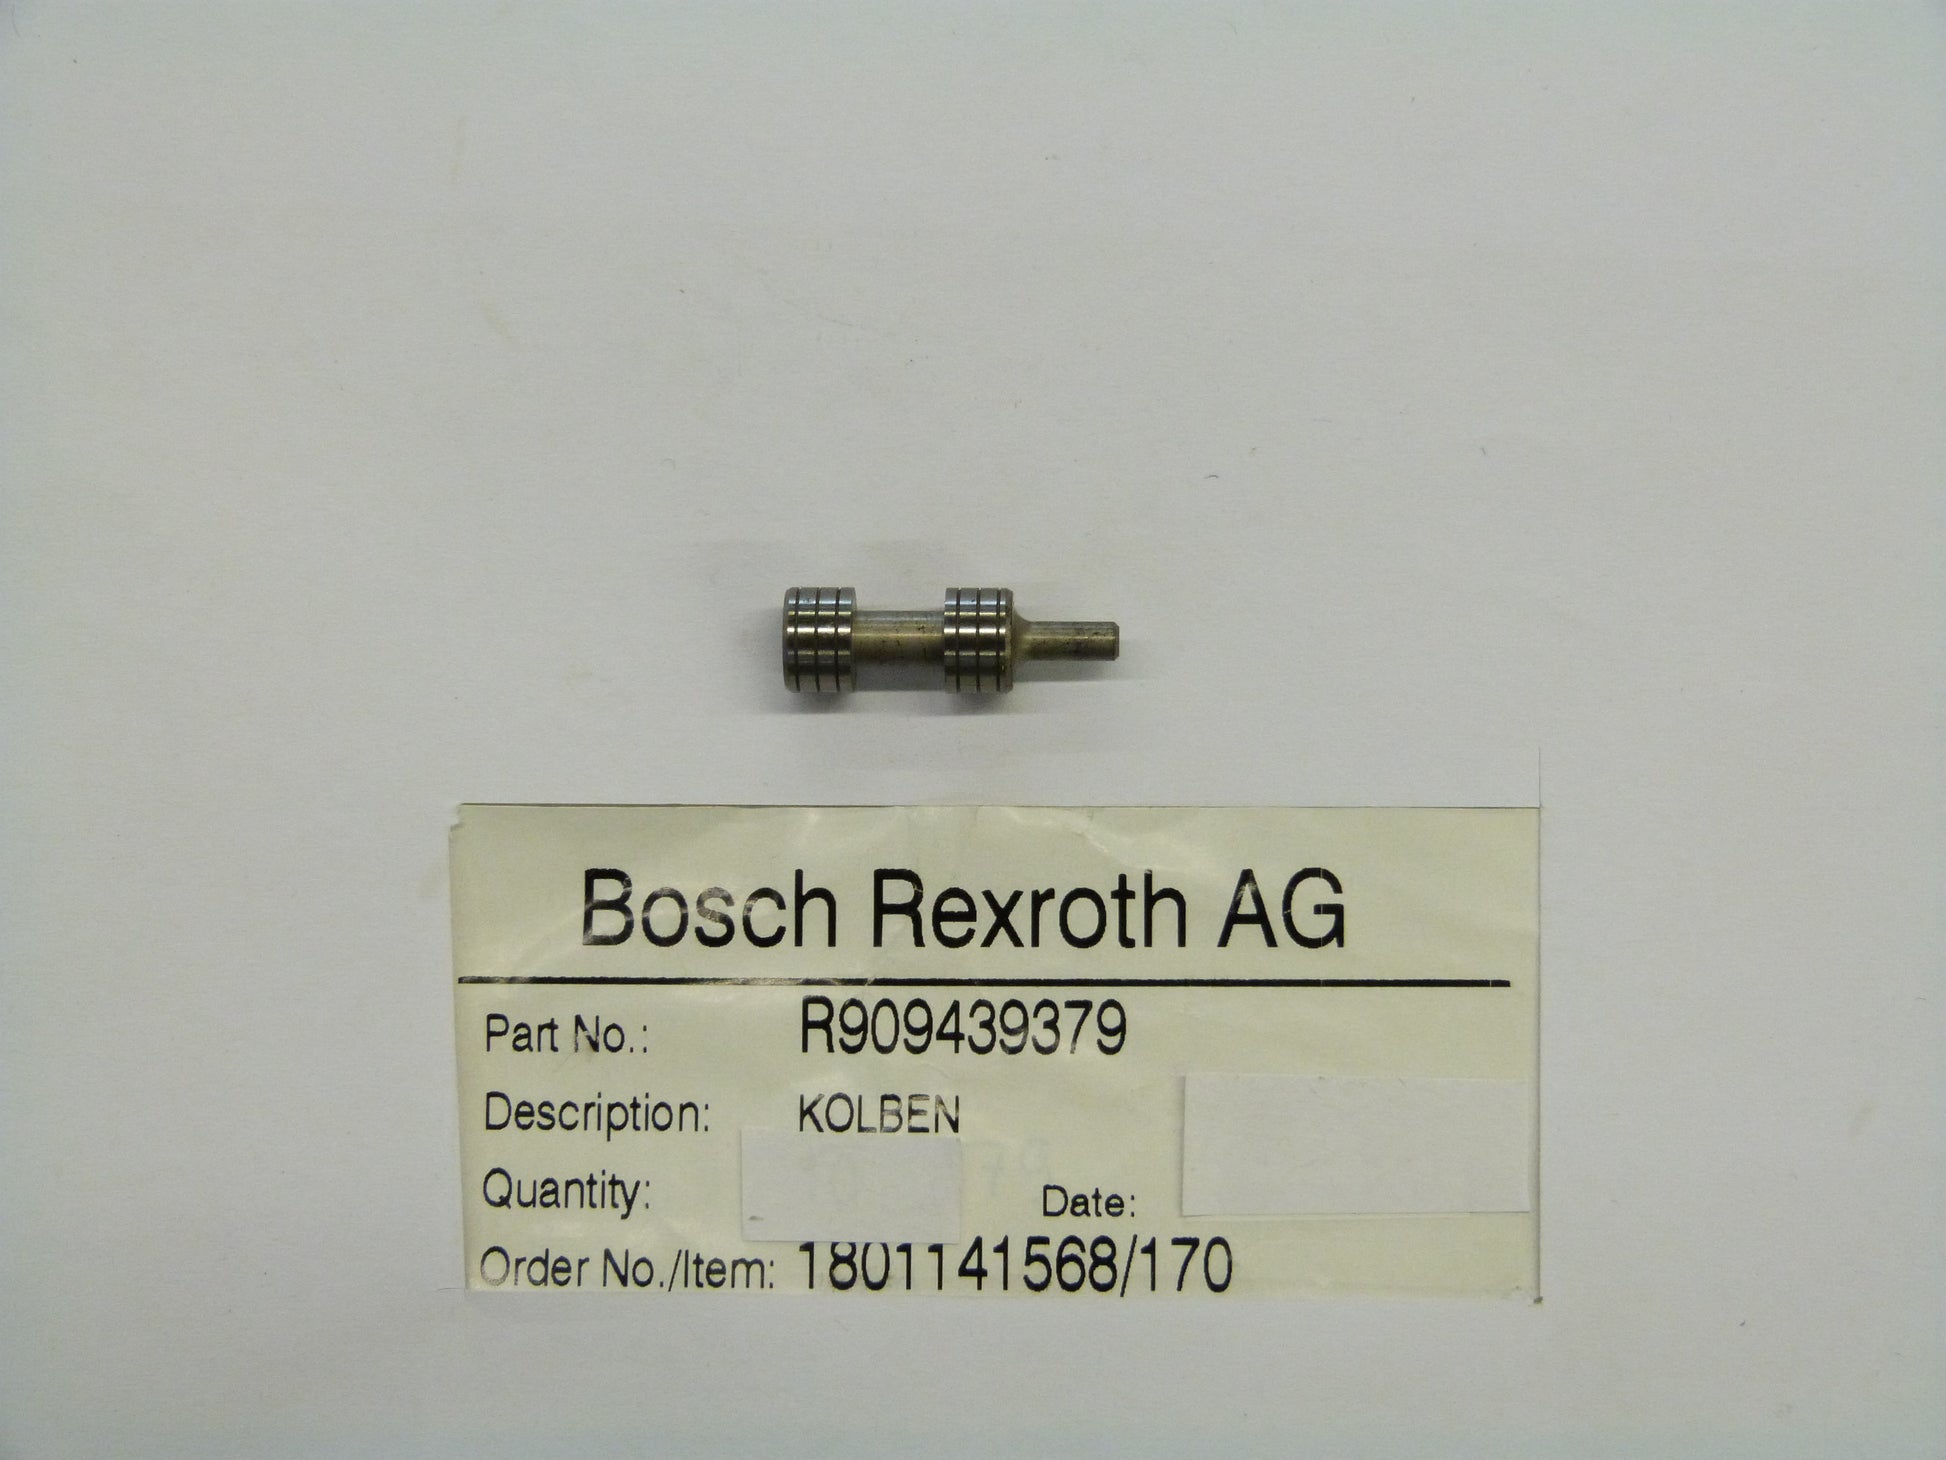 Bosch Rexroth AG
Part No.: R909439379
Description: KOLBEN
Quantity: Date:
Order No./Item: 1801141568/170